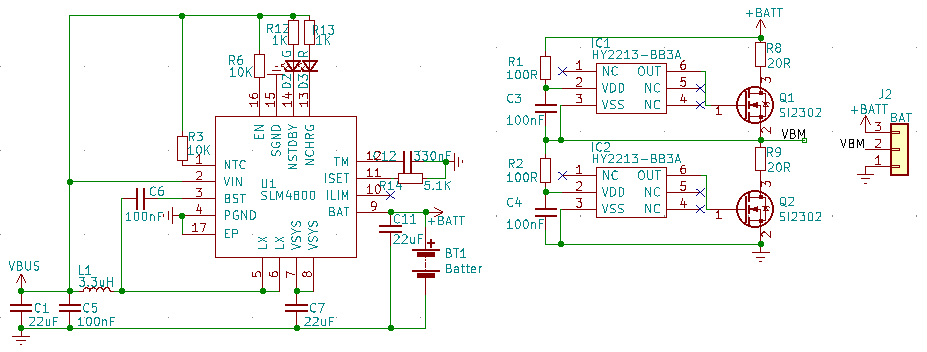 R12
R13
1K
1K
R6
10K
G
R
D2
D3
16
15
14
13
EN
SGND
NSTDBY
NCHRG
R3
10K
1
NTC
2
VIN
3
BST
4
PGND
17
EP
U1
SLM4800
TM
12
ISET
11
ILIM
10
BAT
9
C12
330nF
R14
5.1K
C6
100nF
LX
LX
VSYS
VSYS
5
6
7
8
+BATT
C11
22uF
BT1
Batter
VBUS
L1
3.3uH
C1
22uF
C5
100nF
C7
22uF
IC1
HY2213-BB3A
R1
100R
1
NC
OUT
6
2
VDD
NC
5
3
VSS
NC
4
C3
100nF
+BATT
R8
20R
3
Q1
SI2302
1
2
VBM
IC2
HY2213-BB3A
R2
100R
1
NC
OUT
6
2
VDD
NC
5
3
VSS
NC
4
C4
100nF
R9
20R
3
Q2
SI2302
1
2
J2
+BATT
BAT
3
VBM
2
1